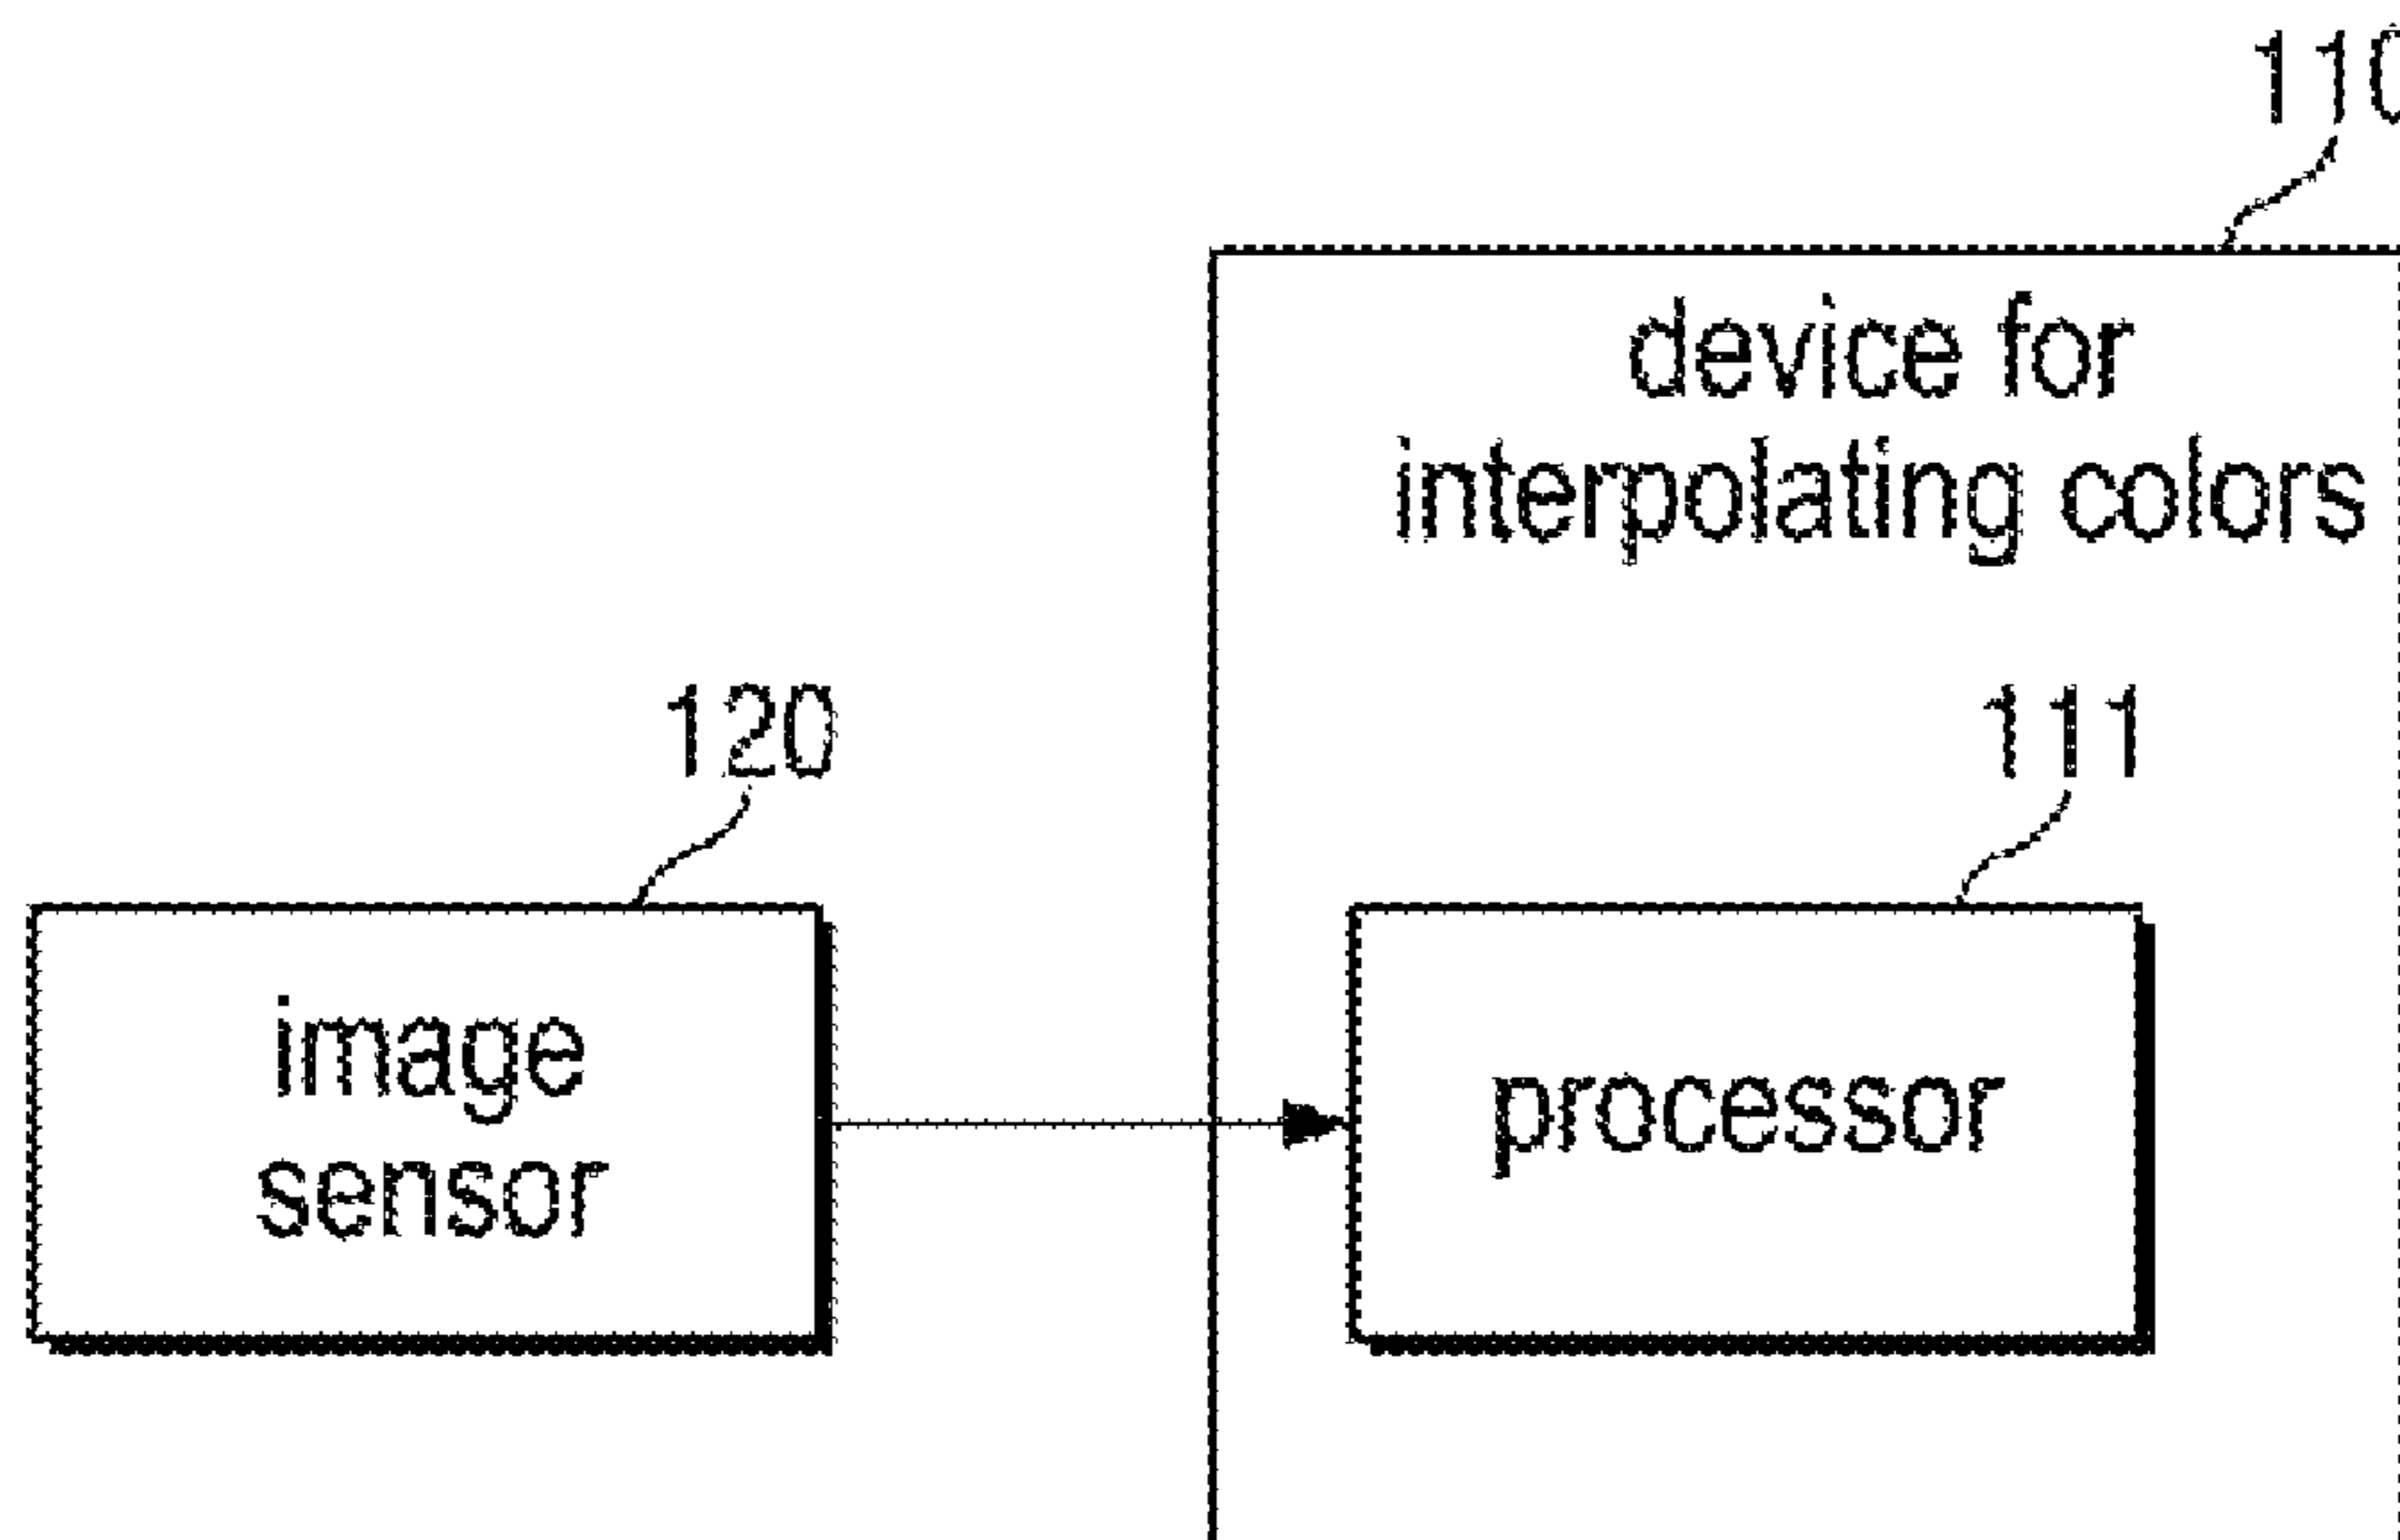 110
device for
interpolating colors
120
111
image
sensor
processor